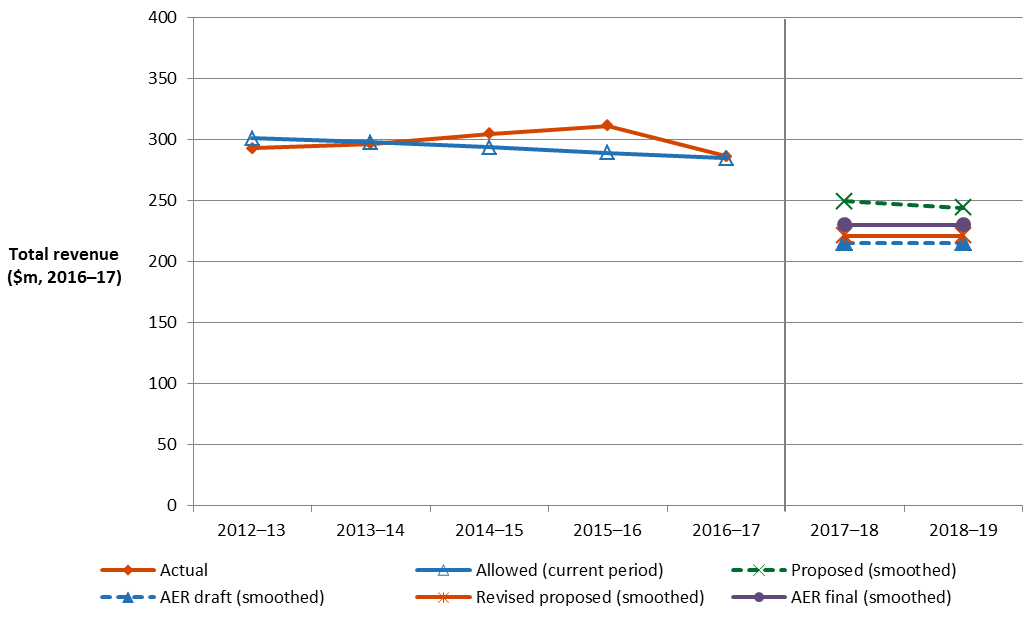 400
350
300
250
Total revenue
($m, 2016–17)
200
150
100
50
0
2012–13 2013–14 2014–15 2015–16 2016–17 2017–18 2018–19
Actual Allowed (current period) Proposed (smoothed)
AER draft (smoothed) Revised proposed (smoothed) AER final (smoothed)